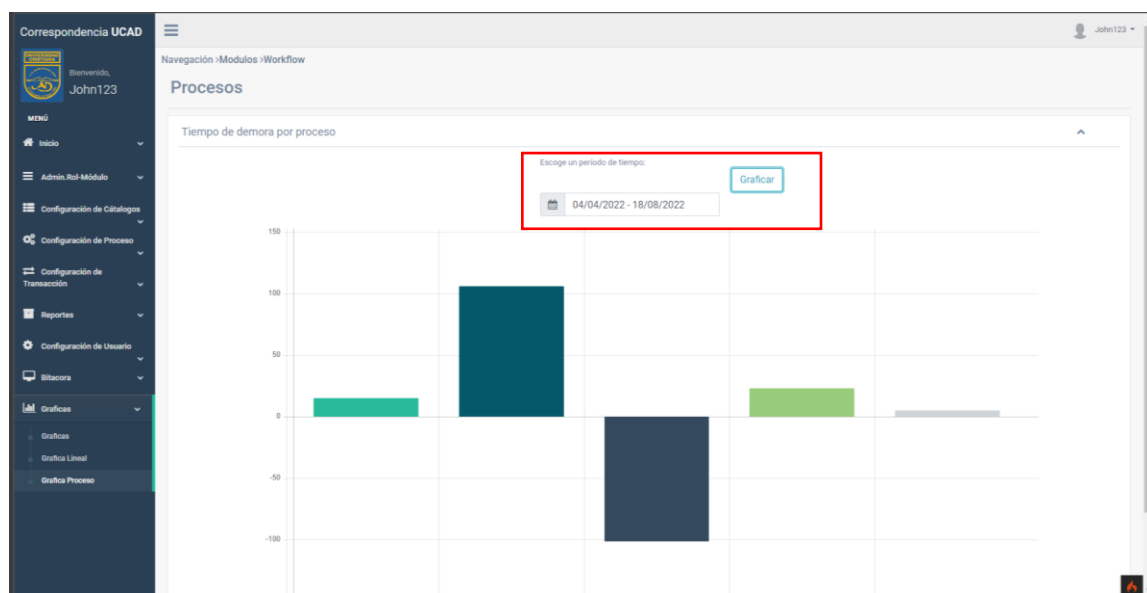 Correspondencia UCAD
John123
Bienvenido,
John123
MENÚ
Inicio
Admin.Rol-Módulo
Configuración de Cátalogos
Configuración de Proceso
Configuración de
Transacción
Reportes
Configuración de Usuario
Bitacora
Graficas
Graficas
Grafica Lineal
Grafica Proceso
Navegación >Modulos >Workflow
Procesos
Tiempo de demora por proceso
Escoge un período de tiempo:
Graficar
04/04/2022 - 18/08/2022
150
100
50
0
-50
-100